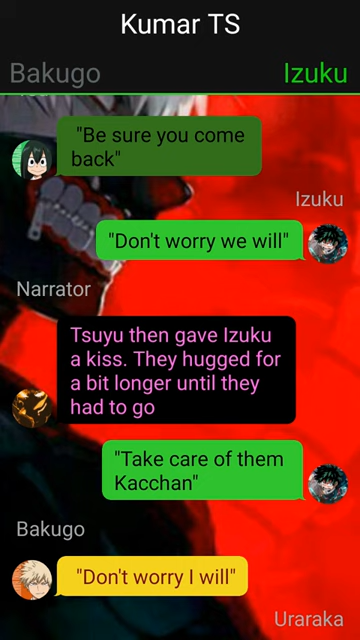 Kumar TS
Bakugo
Izuku
"Be sure you come
back"
Izuku
"Don't worry we will"
Narrator
Tsuyu then gave Izuku
a kiss. They hugged for
a bit longer until they
had to go
"Take care of them
Kacchan"
Bakugo
"Don't worry I will"
Uraraka